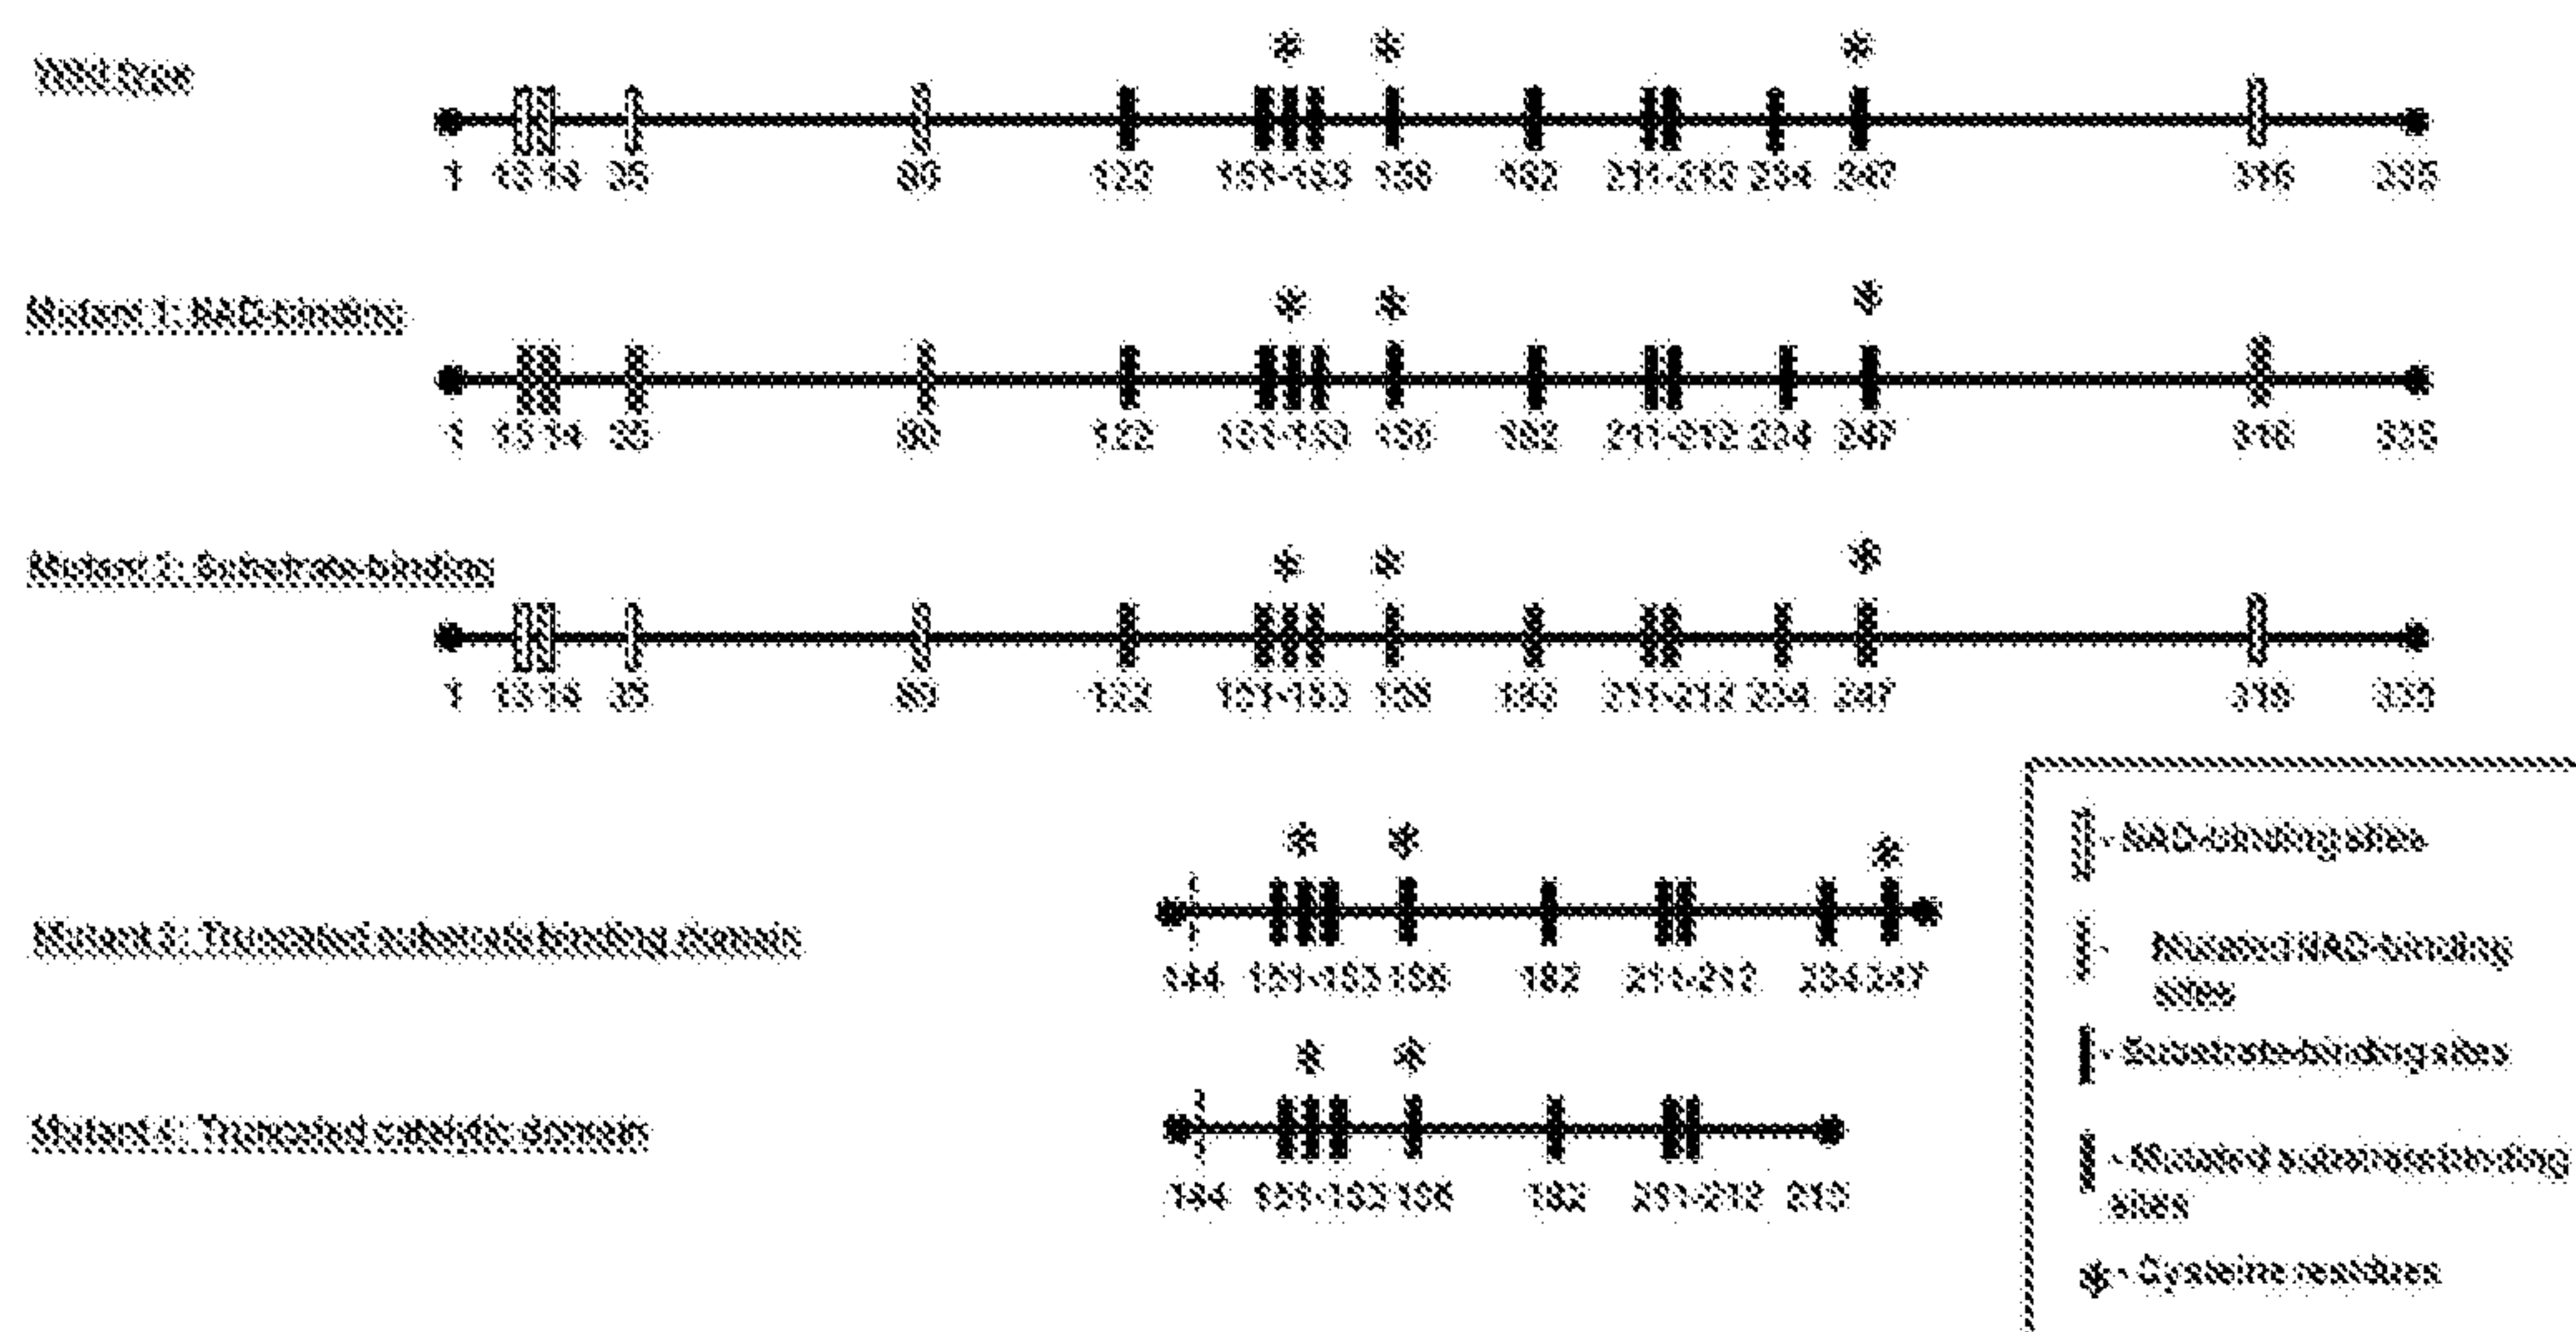 Wild type
1 13 14 35 80 122 151-153 156 182 211-212 234 247 316 335
Mutant 1: NAD-binding
1 13 14 35 80 122 151-153 156 182 211-212 234 247 316 335
Mutant 2: Substrate-binding
1 13 14 35 80 122 151-153 156 182 211-212 234 247 316 335
Mutant 3: Truncated substrate binding domain
144 151-153 156 182 211-212 234 247
Mutant 4: Truncated catalytic domain
144 151-153 156 182 211-212 213
- NAD-binding sites
- Mutated NAD-binding
sites
- Substrate-binding sites
- Mutated substrate binding
sites
- Cysteine residues